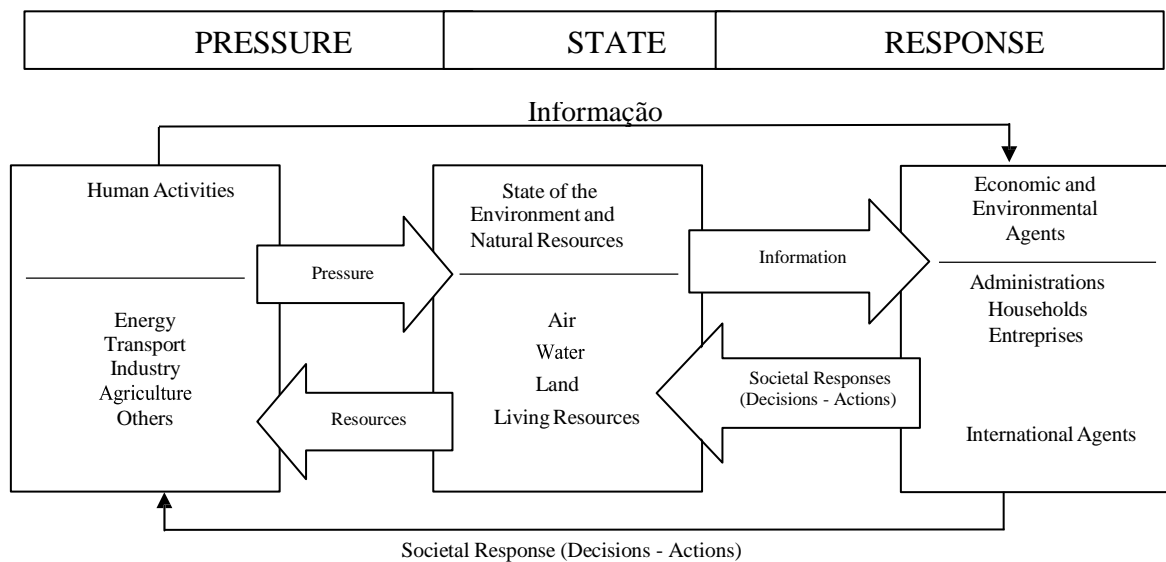 PRESSURE
STATE
RESPONSE
Informação
Human Activities
Energy
Transport
Industry
Agriculture
Others
Pressure
Resources
State of the
Environment and
Natural Resources
Air
Water
Land
Living Resources
Information
Societal Responses
(Decisions - Actions)
Economic and
Environmental
Agents
Administrations
Households
Entreprises
International Agents
Societal Response (Decisions - Actions)